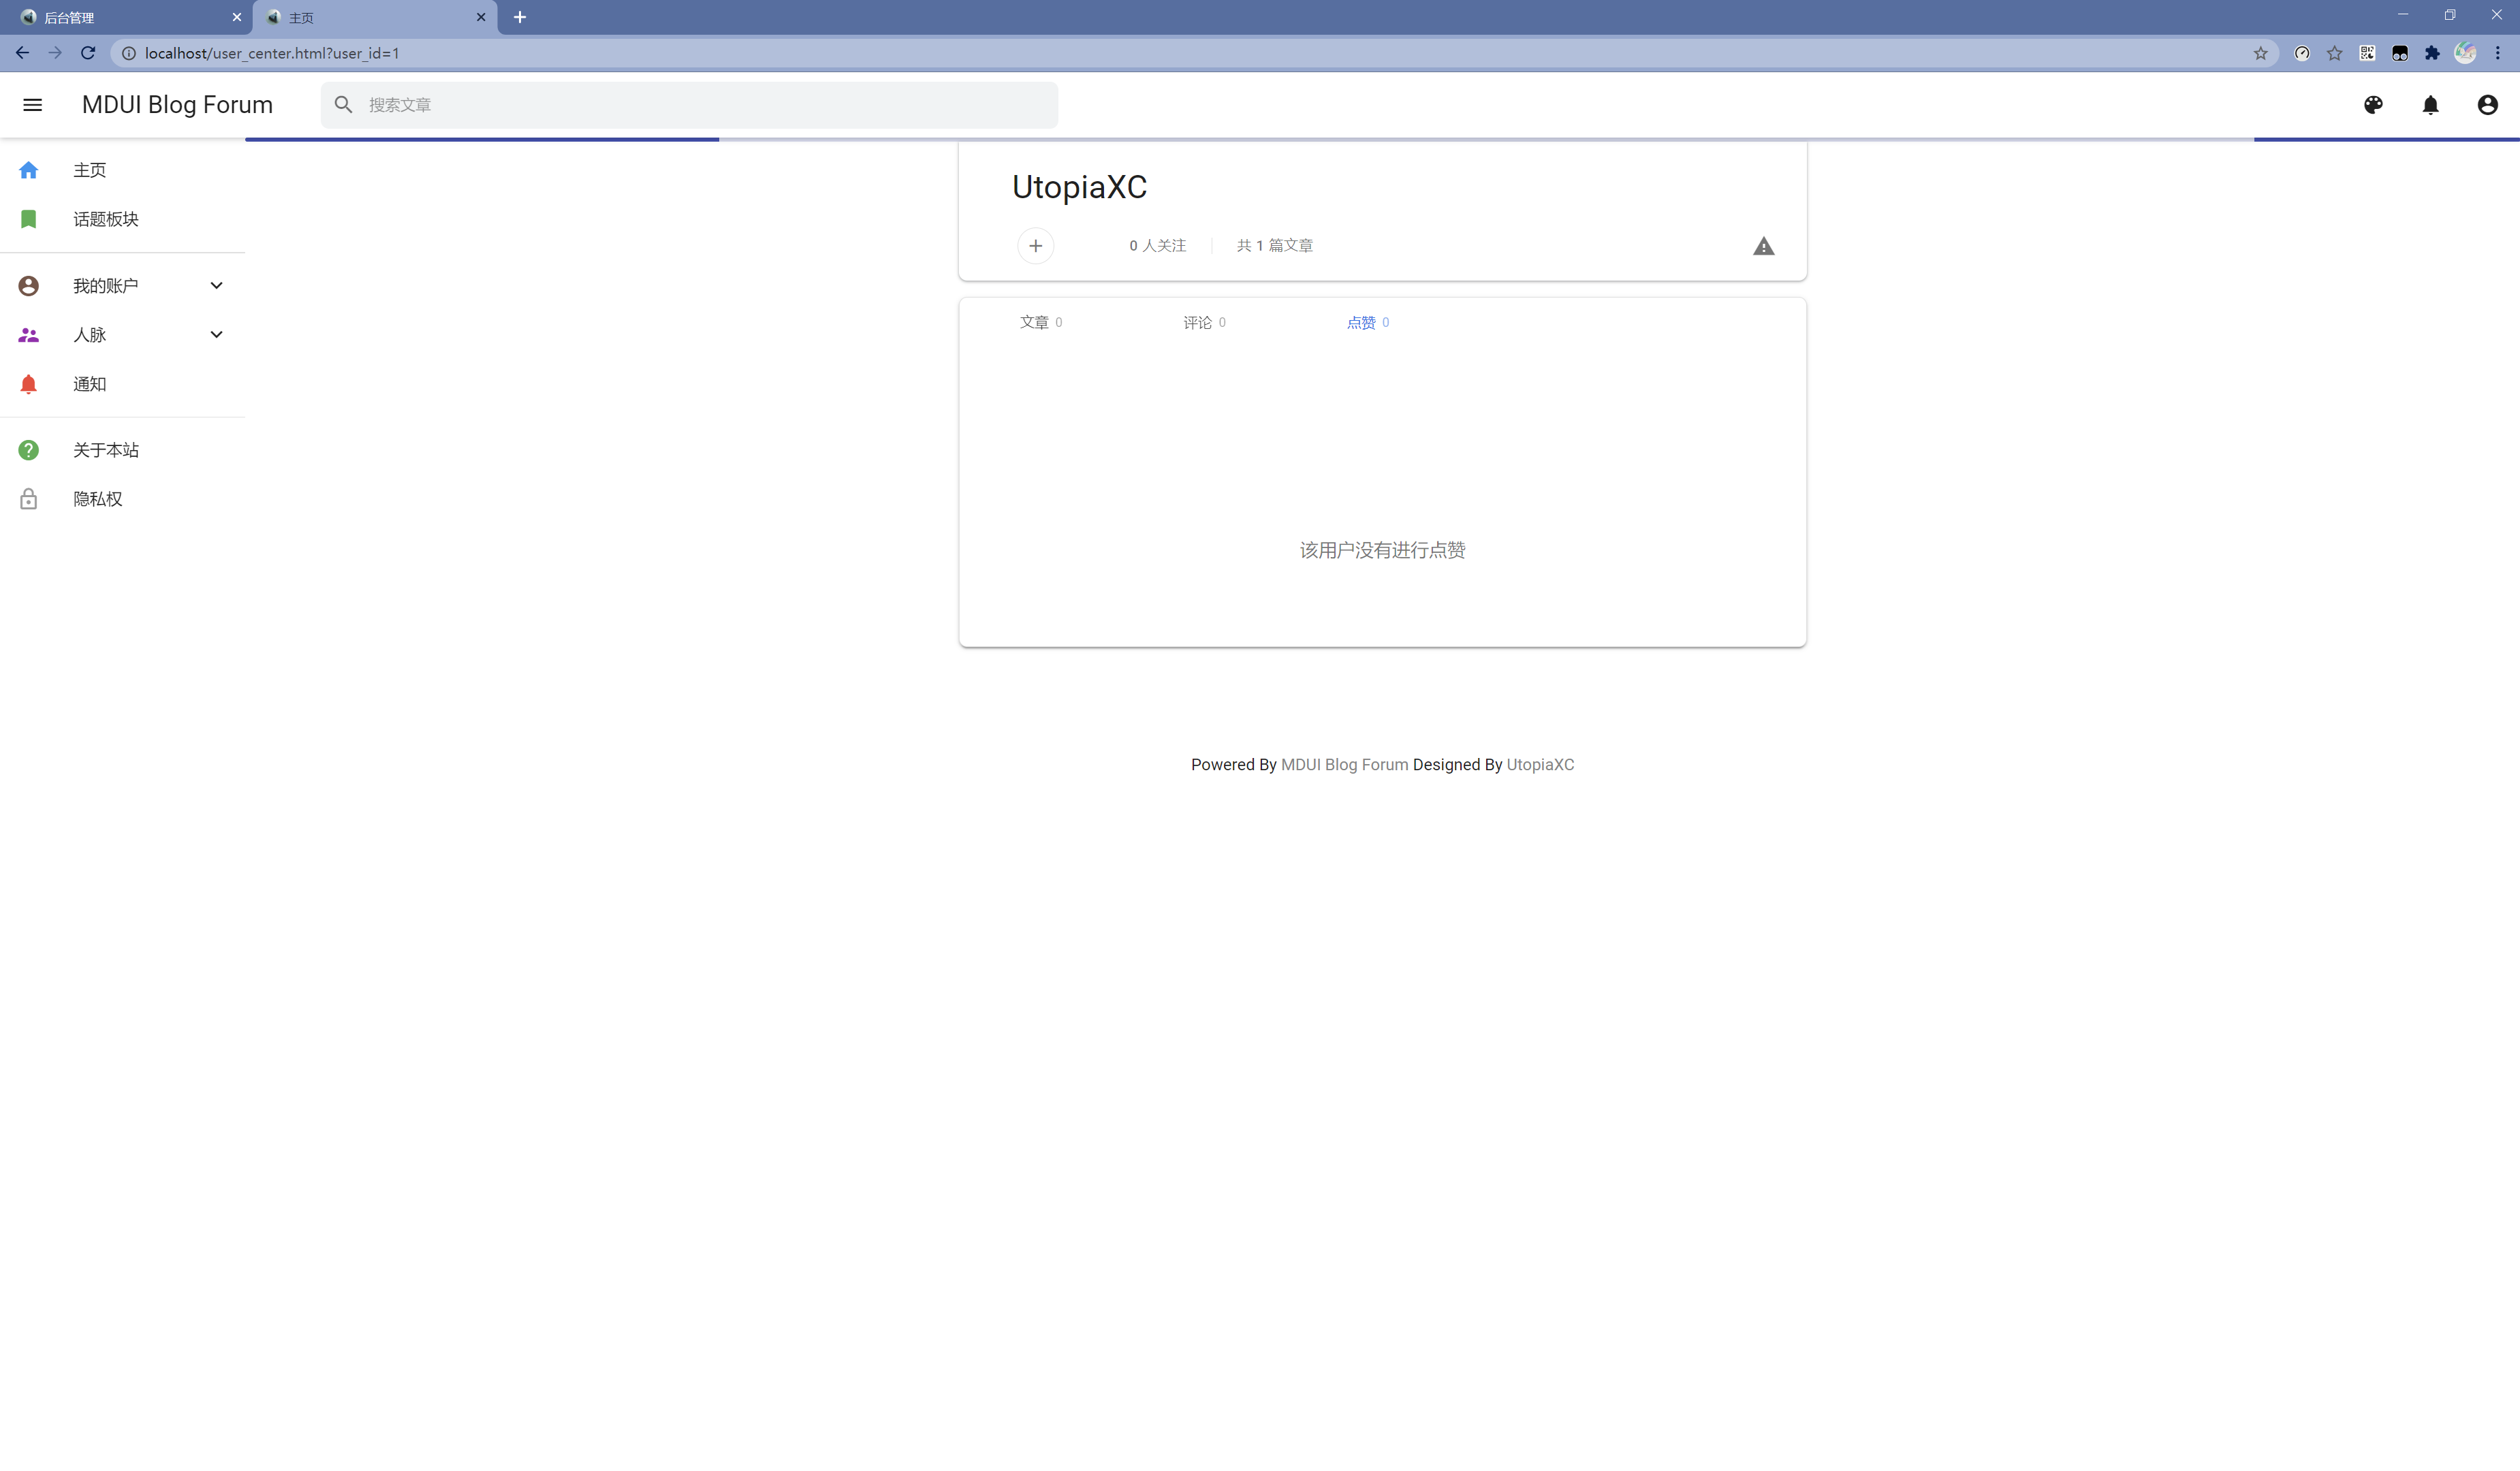 后台管理
主页
localhost/user_center.html?user_id=1
MDUI Blog Forum
搜索文章
主页
话题板块
我的账户
人脉
通知
关于本站
隐私权
UtopiaXC
0 人关注
共 1 篇文章
文章 0
评论 0
点赞 0
该用户没有进行点赞
Powered By MDUI Blog Forum Designed By UtopiaXC